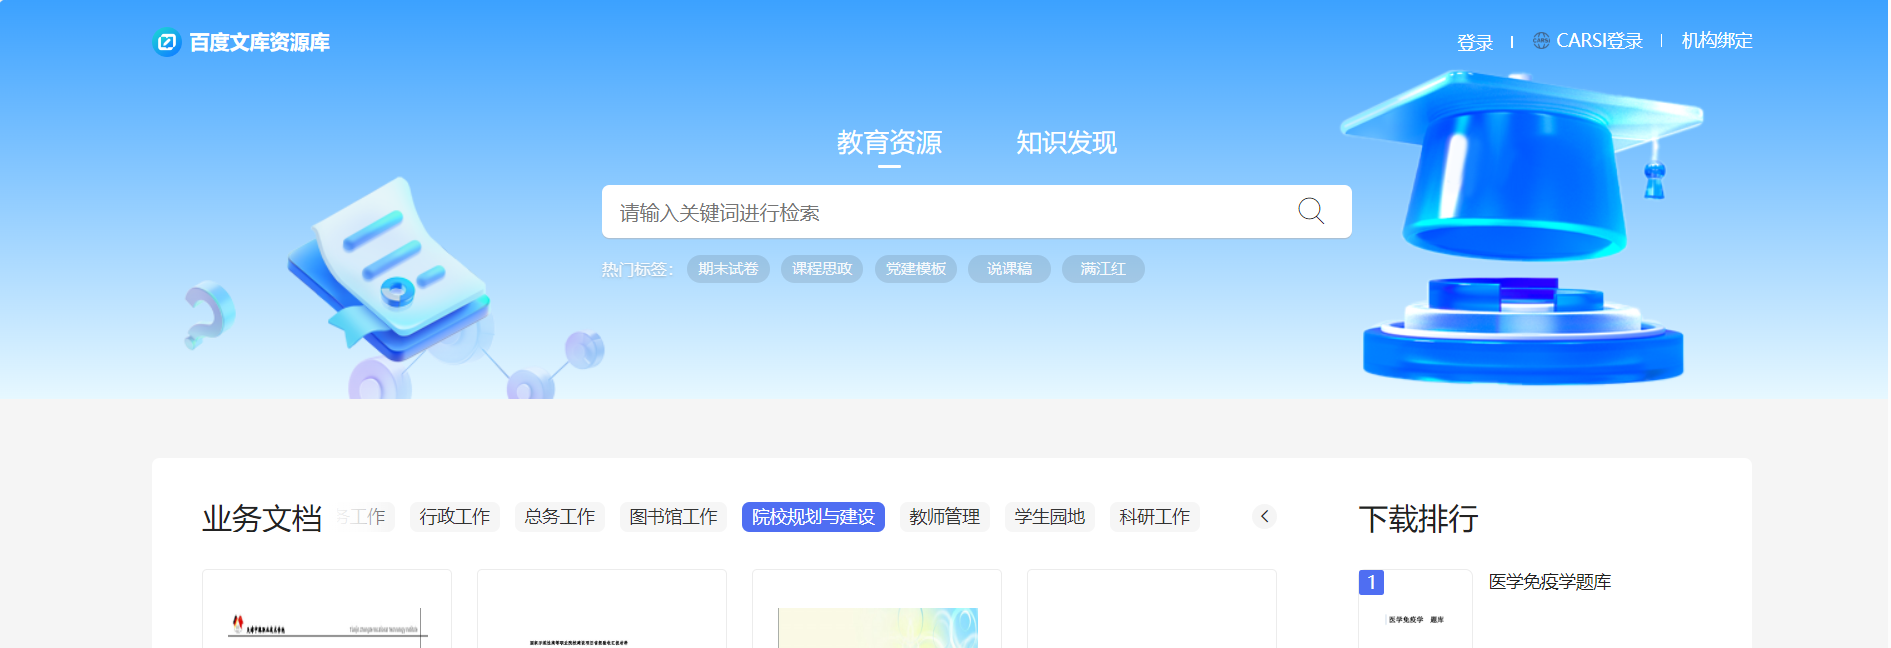 百度文库资源库
登录
CARSI登录
机构绑定
教育资源
知识发现
请输入关键词进行检索
热门标签：
期末试卷
课程思政
党建模板
说课稿
满江红
业务文档
务工作
行政工作
总务工作
图书馆工作
院校规划与建设
教师管理
学生园地
科研工作
下载排行
1
医学免疫学题库
医学免疫学 题库